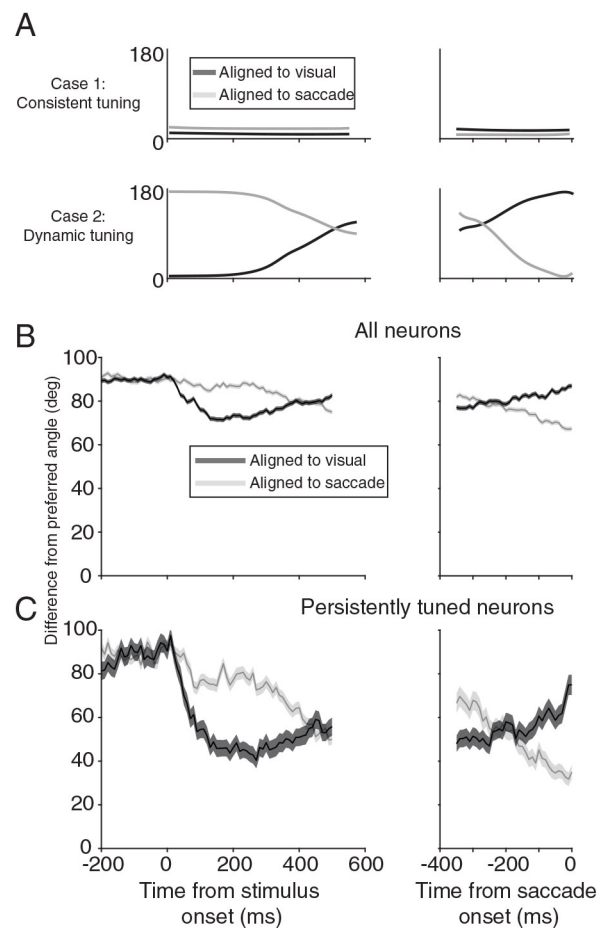 A
180
Case 1:
Consistent tuning
Aligned to visual
Aligned to saccade
0
180
Case 2:
Dynamic tuning
0
B
All neurons
100
80
60
40
20
0
Aligned to visual
Aligned to saccade
Difference from preferred angle (deg)
C
Persistently tuned neurons
100
80
60
40
20
0
-200 0 200 400 600
-400 -200 0
Time from stimulus
onset (ms)
Time from saccade
onset (ms)